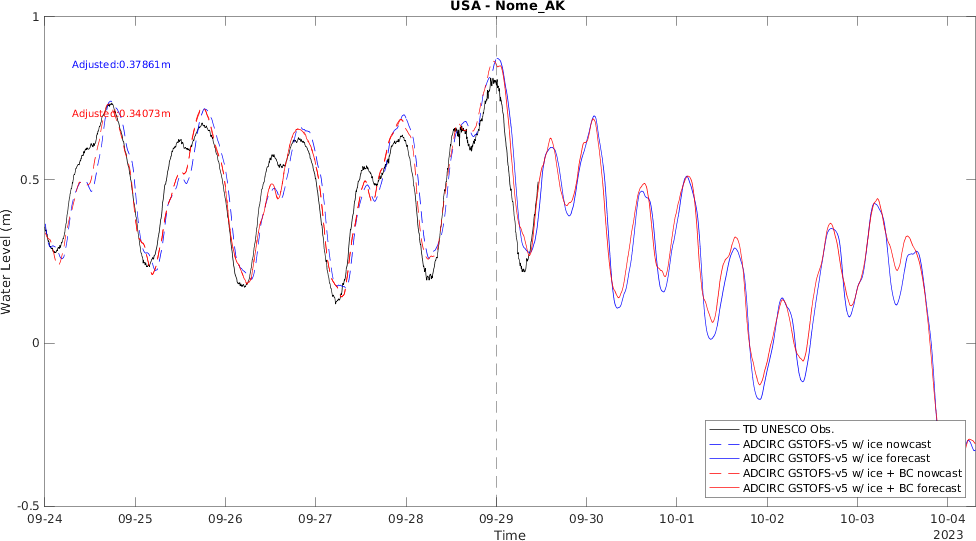 USA - Nome_AK
1
Adjusted:0.37861m
Adjusted:0.34073m
0.5
0
-0.5
Water Level (m)
TD UNESCO Obs.
ADCIRC GSTOFS-v5 w/ ice nowcast
ADCIRC GSTOFS-v5 w/ ice forecast
ADCIRC GSTOFS-v5 w/ ice + BC nowcast
ADCIRC GSTOFS-v5 w/ ice + BC forecast
09-24 09-25 09-26 09-27 09-28 09-29 09-30 10-01 10-02 10-03 10-04
Time
2023